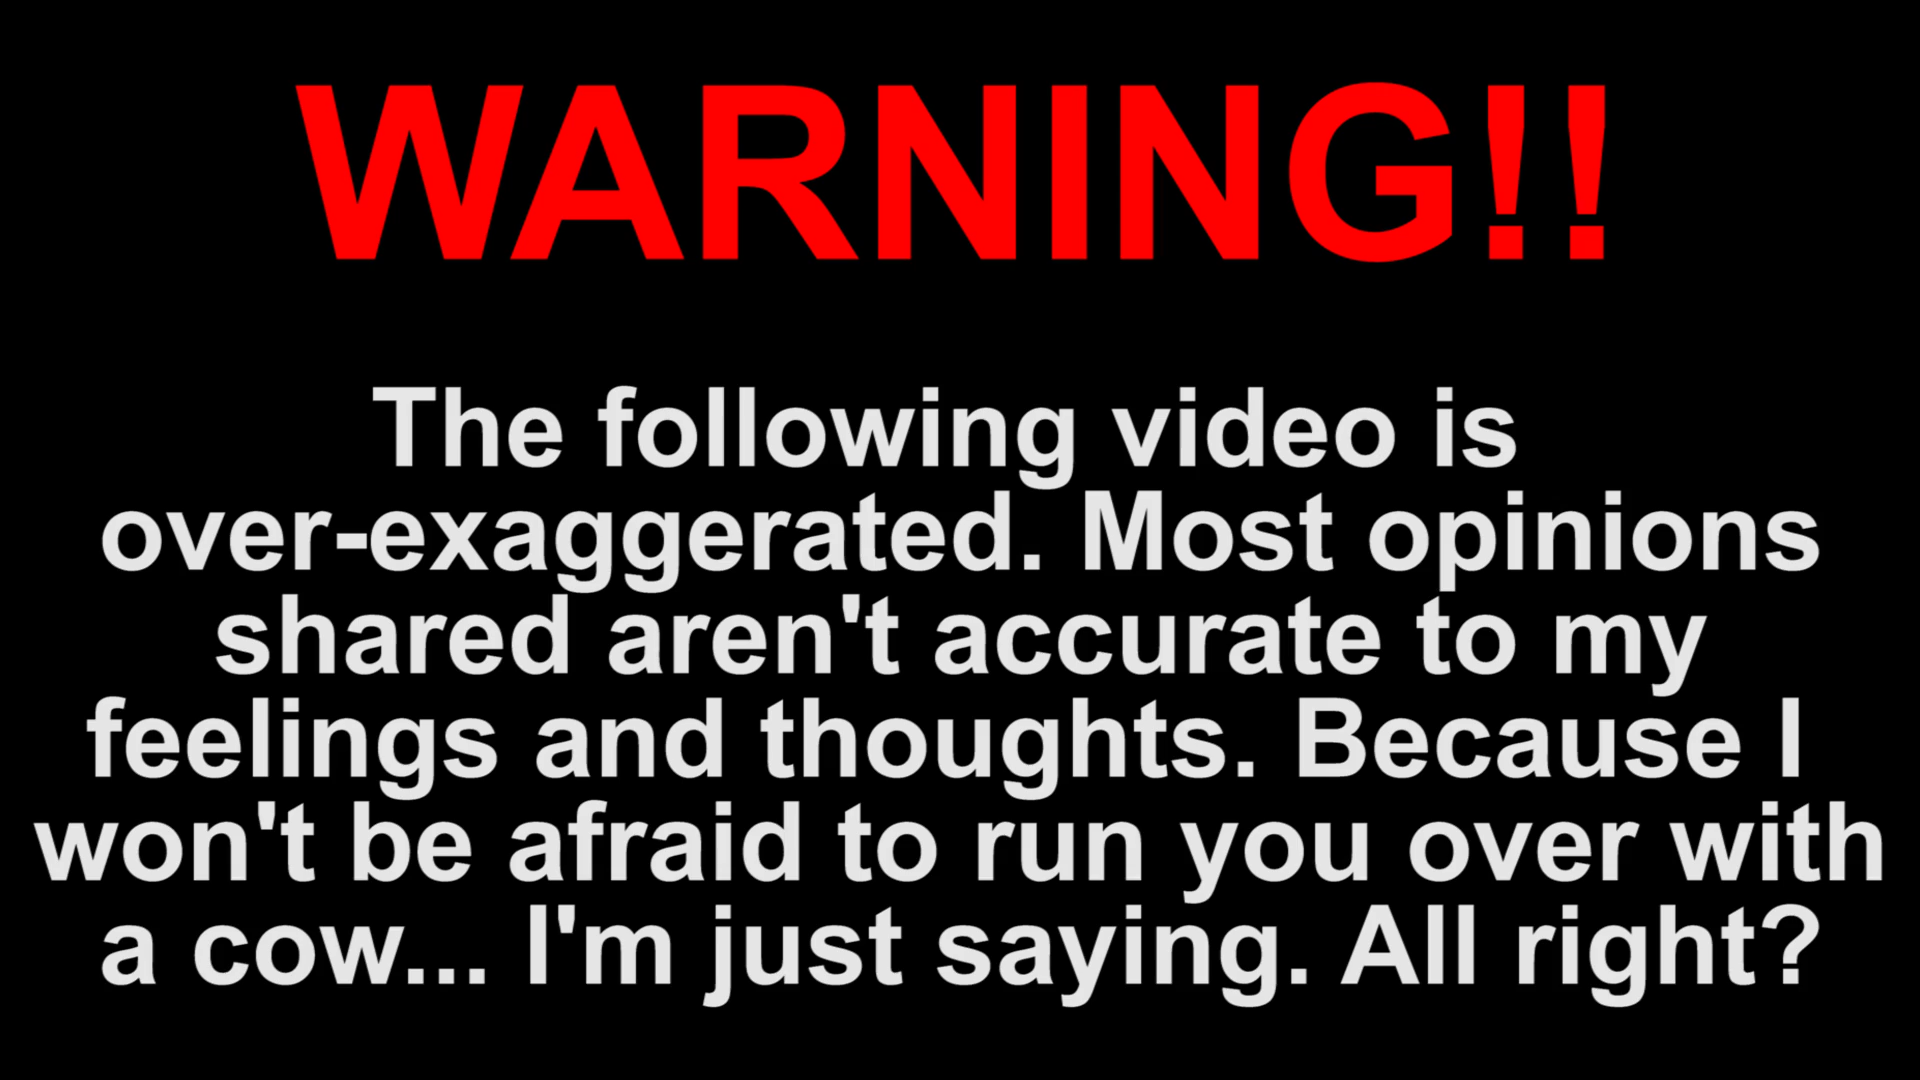 WARNING!!
The following video is
over-exaggerated. Most opinions
shared aren't accurate to my
feelings and thoughts. Because I
won't be afraid to run you over with
a cow... I'm just saying. All right?